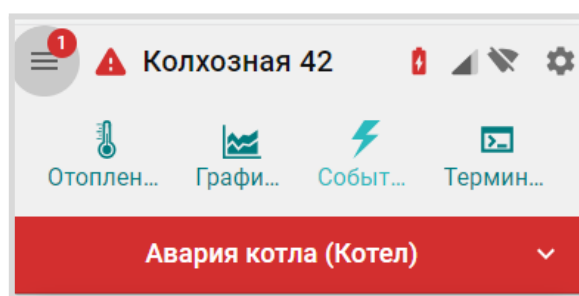 1
Колхозная 42
Отоплен... Графи... Событ... Термин...
Авария котла (Котел)